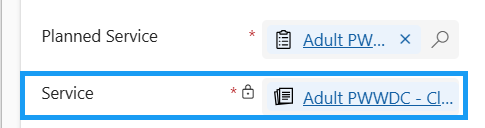 Planned Service * Adult PW... ×
Service * Adult PWWDC - Cl...